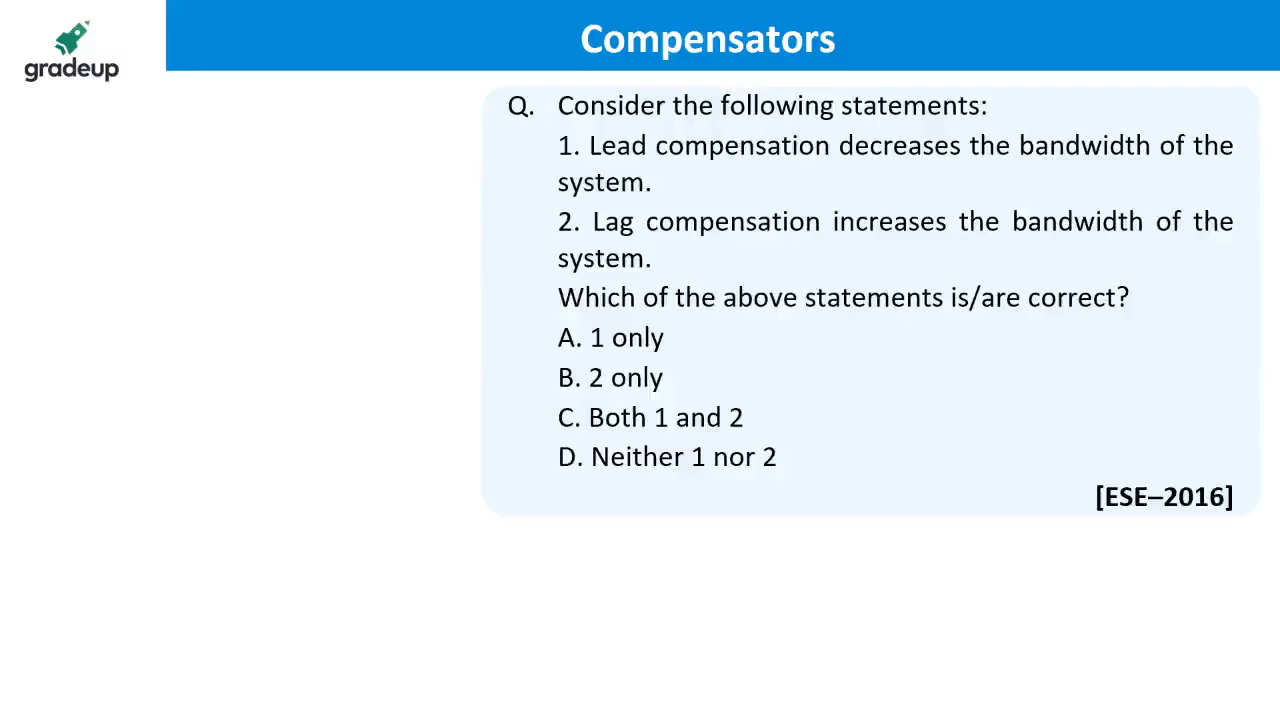 Compensators
gradeup
Q. Consider the following statements:
1. Lead compensation decreases the bandwidth of the
system.
2. Lag compensation increases the bandwidth of the
system.
Which of the above statements is/are correct?
A. 1 only
B. 2 only
C. Both 1 and 2
D. Neither 1 nor 2
[ESE–2016]